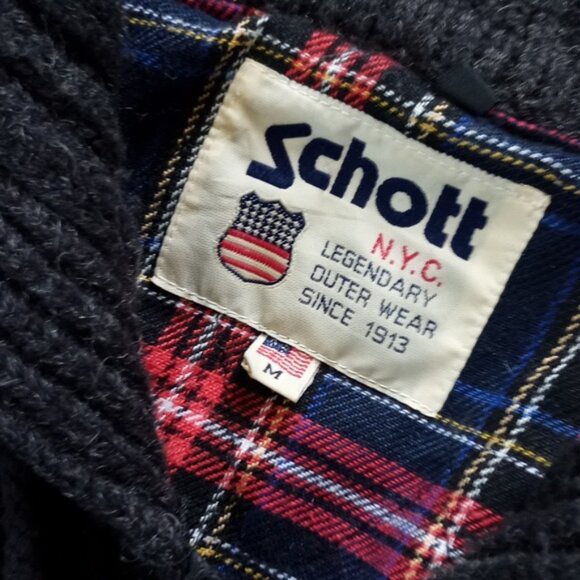 Schott
N.Y.C.
LEGENDARY
OUTER WEAR
SINCE 1913
M